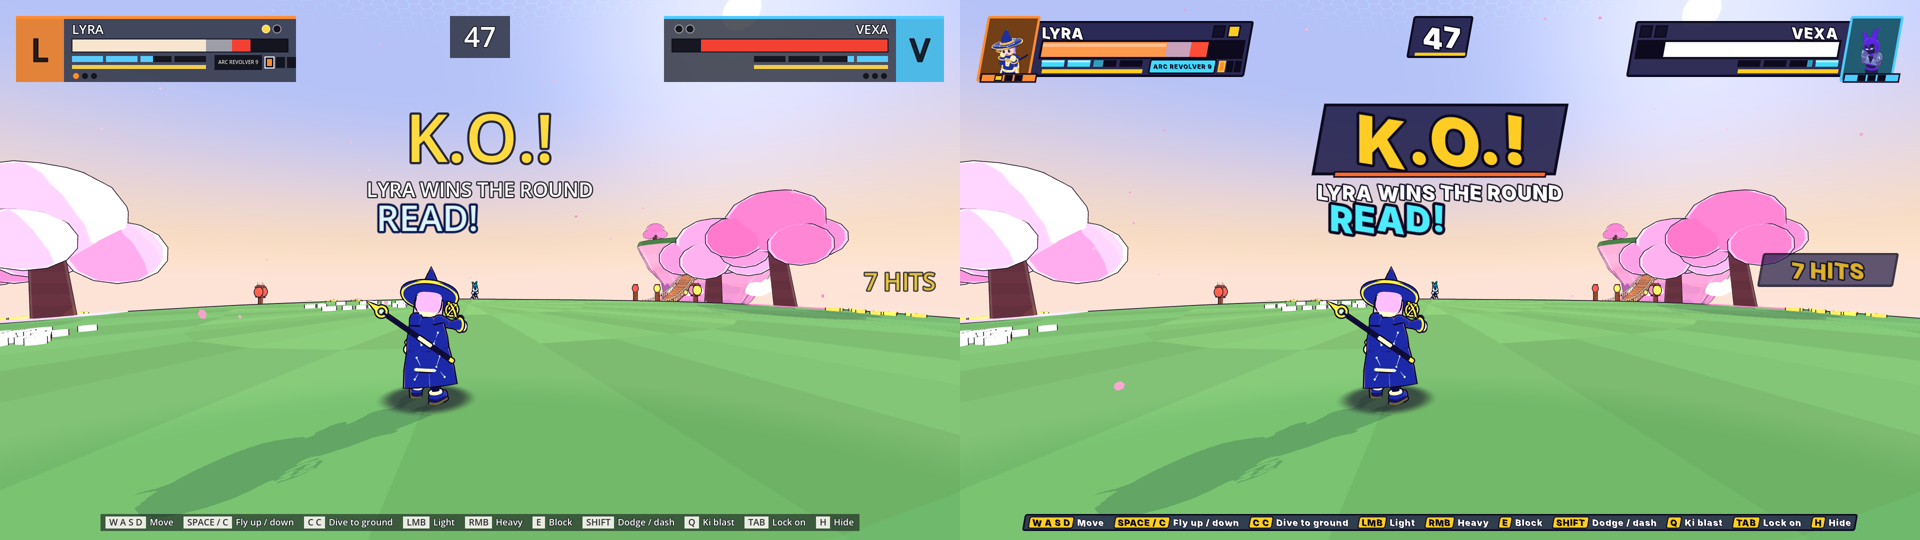 L
LYRA
ARC REVOLVER 9
47
VEXA
V
K.O.!
LYRA WINS THE ROUND
READ!
7 HITS
W A S D Move SPACE / C Fly up / down C C Dive to ground LMB Light RMB Heavy E Block SHIFT Dodge / dash Q Ki blast TAB Lock on H Hide
LYRA
ARC REVOLVER 9
47
VEXA
K.O.!
LYRA WINS THE ROUND
READ!
7 HITS
W A S D Move SPACE / C Fly up / down C C Dive to ground LMB Light RMB Heavy E Block SHIFT Dodge / dash Q Ki blast TAB Lock on H Hide